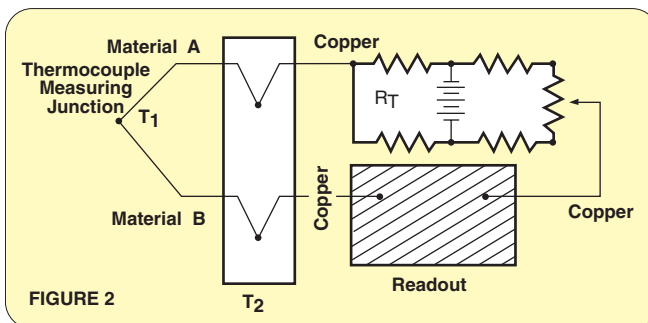 Material A
Copper
Thermocouple
Measuring
Junction
T1
RT
Material B
Copper
Copper
Readout
FIGURE 2
T2